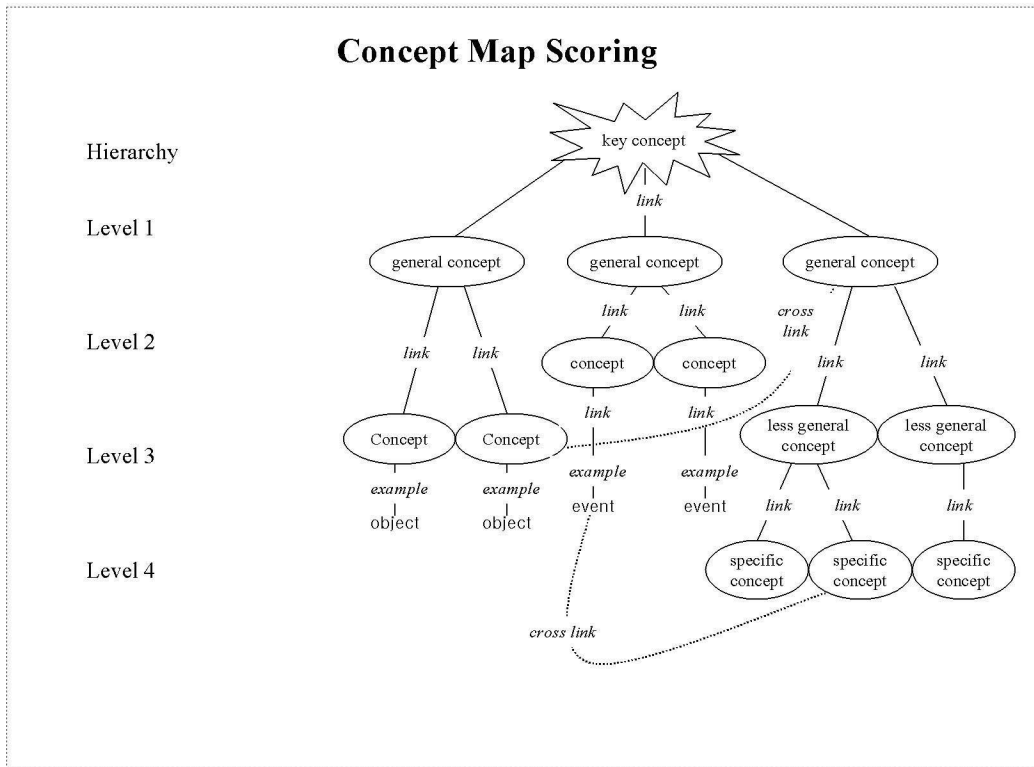 Concept Map Scoring
key concept
Hierarchy
link
Level 1
general concept
general concept
general concept
cross
link
link
link
Level 2
link
link
link
link
concept
concept
link
link
less general
concept
less general
concept
Concept
Concept
Level 3
example
example
example
example
object
object
event
event
link
link
link
Level 4
specific
concept
specific
concept
specific
concept
cross link